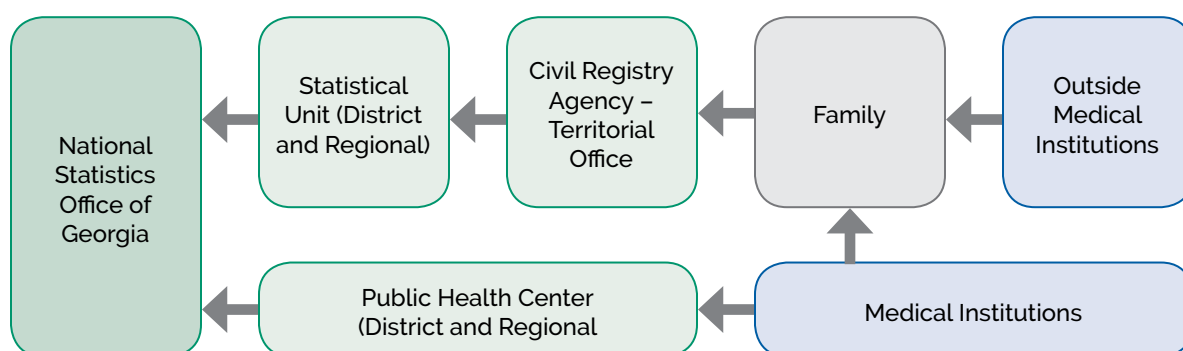 National
Statistics
Office of
Georgia
Statistical
Unit (District
and Regional)
Civil Registry
Agency –
Territorial
Office
Family
Outside
Medical
Institutions
Public Health Center
(District and Regional
Medical Institutions